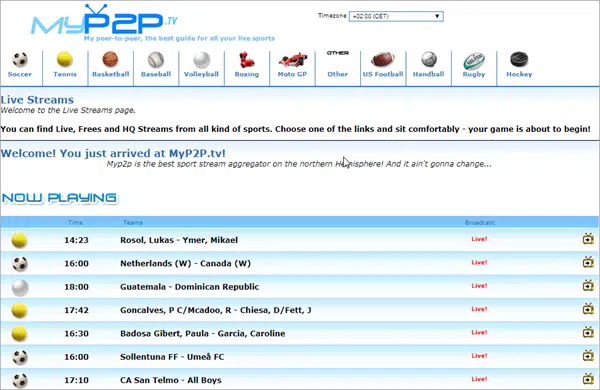 MyP2P.TV
My peer-to-peer, the best guide for all your live sports
Timezone +02:00 (CET)
Soccer Tennis Basketball Baseball Volleyball Boxing Moto GP OTHER Other US Football Handball Rugby Hockey
Live Streams
Welcome to the Live Streams page.
You can find Live, Frees and HQ Streams from all kind of sports. Choose one of the links and sit comfortably - your game is about to begin!
Welcome! You just arrived at MyP2P.tv!
Myp2p is the best sport stream aggregator on the northern Hemisphere! And it ain't gonna change...
NOW PLAYING
Time Teams Broadcast
14:23 Rosol, Lukas - Ymer, Mikael Live!
16:00 Netherlands (W) - Canada (W) Live!
18:00 Guatemala - Dominican Republic Live!
17:42 Goncalves, P C/Mcadoo, R - Chiesa, D/Fett, J Live!
16:30 Badosa Gibert, Paula - Garcia, Caroline Live!
16:00 Sollentuna FF - Umeå FC Live!
17:10 CA San Telmo - All Boys Live!